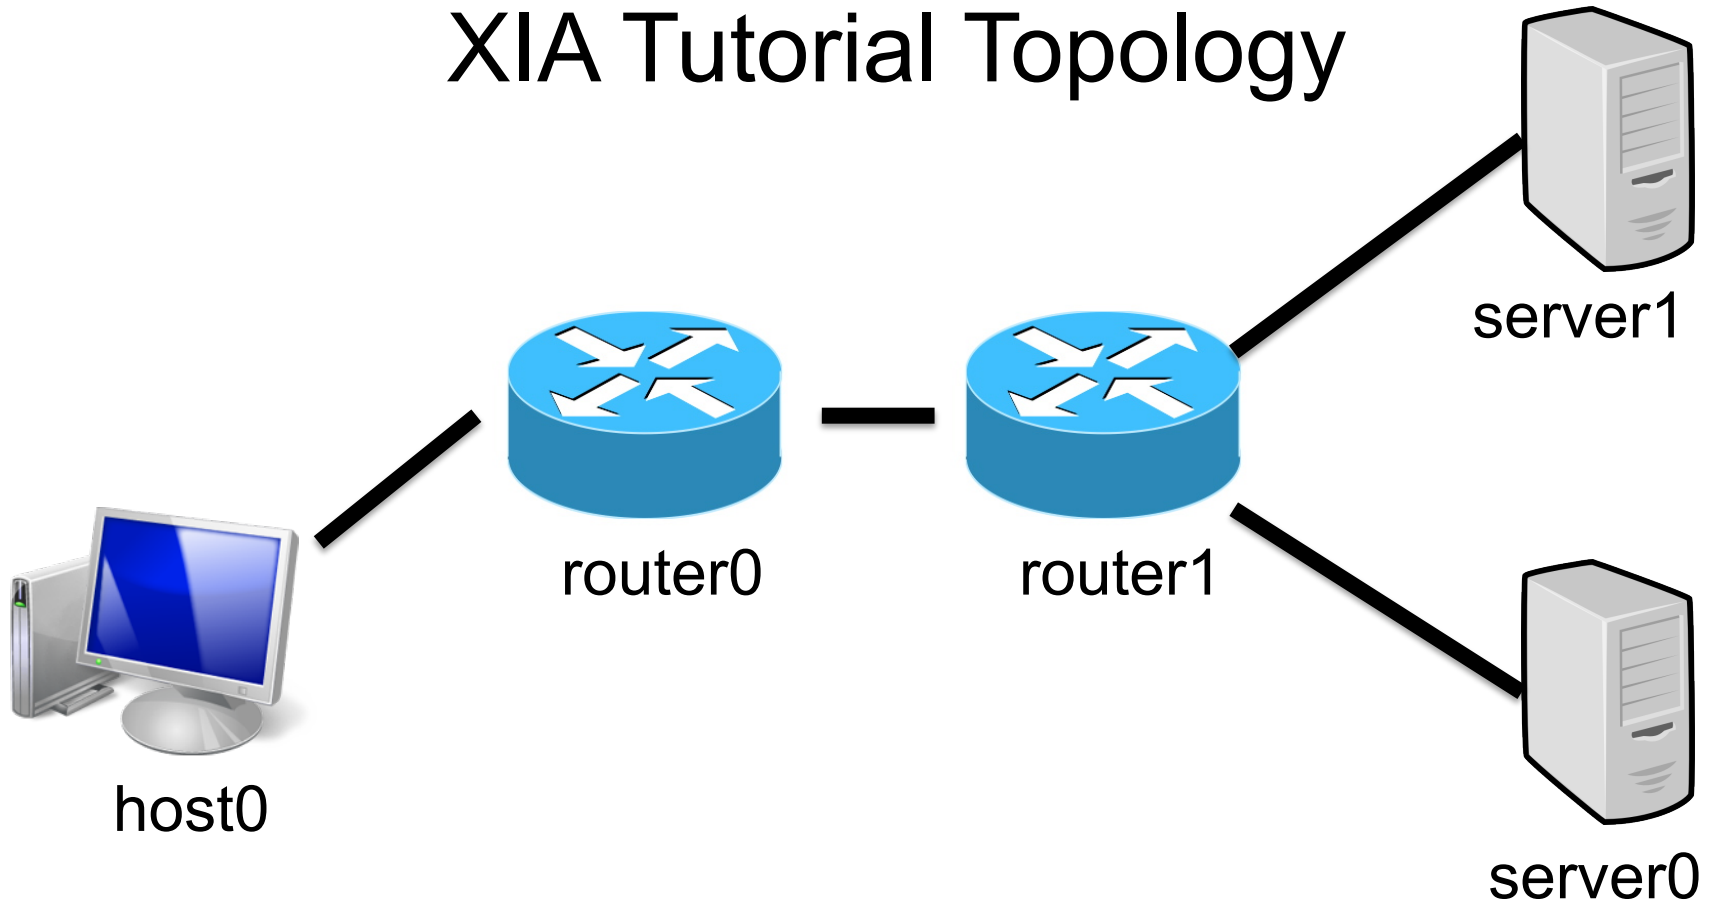 XIA Tutorial Topology
server1
router0
router1
host0
server0